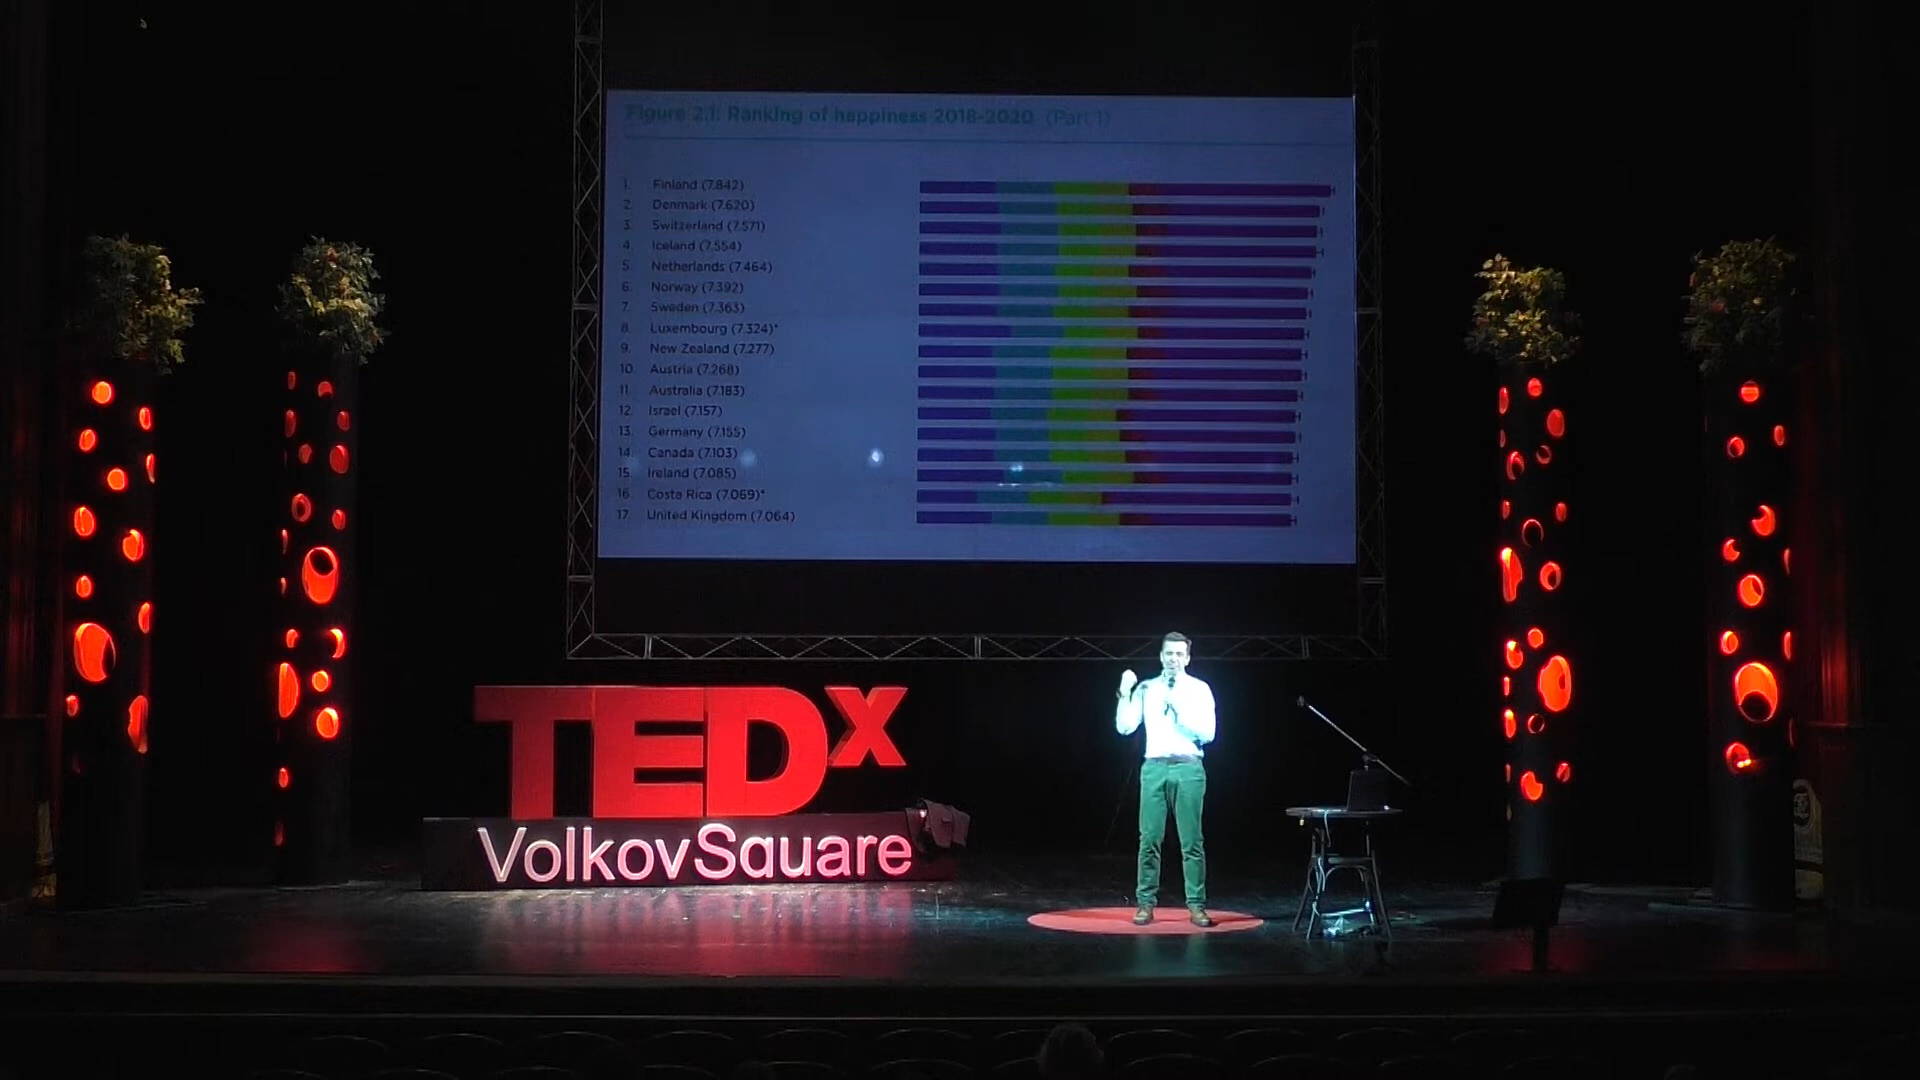 Figure 2.1: Ranking of happiness 2018-2020 (Part 1)
1. Finland (7.842)
2. Denmark (7.620)
3. Switzerland (7.571)
4. Iceland (7.554)
5. Netherlands (7.464)
6. Norway (7.392)
7. Sweden (7.363)
8. Luxembourg (7.324)*
9. New Zealand (7.277)
10. Austria (7.268)
11. Australia (7.183)
12. Israel (7.157)
13. Germany (7.155)
14. Canada (7.103)
15. Ireland (7.085)
16. Costa Rica (7.069)*
17. United Kingdom (7.064)
TEDx
VolkovSquare